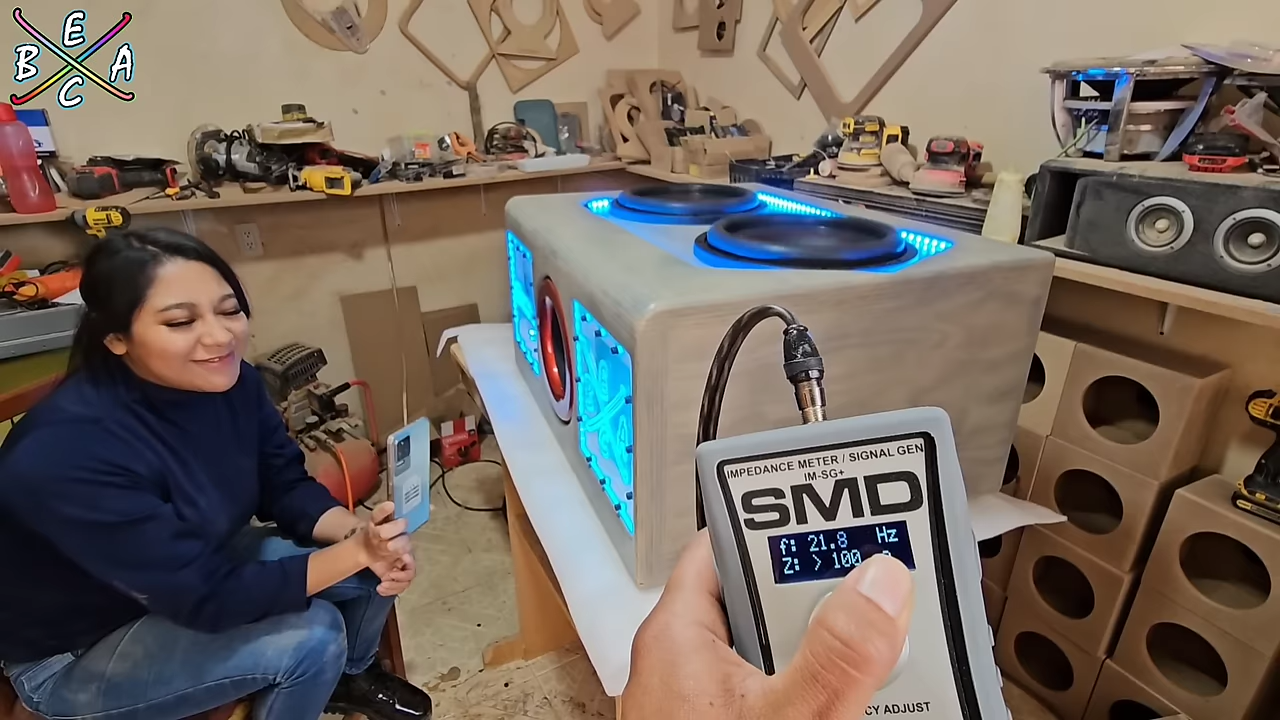 E
B A
C
IMPEDANCE METER / SIGNAL GEN
IM-SG+
SMD
f: 21.8 Hz
Z: > 100
CY ADJUST